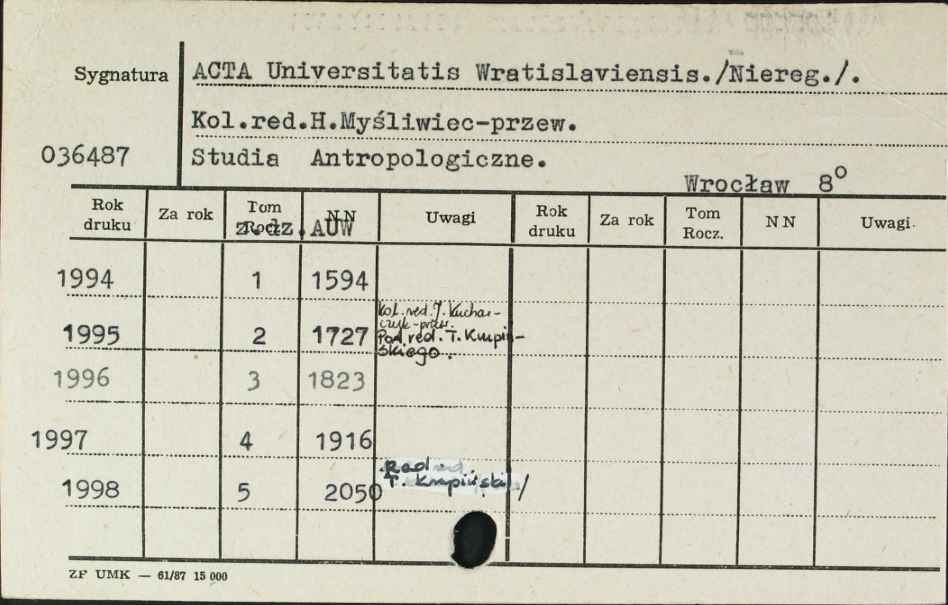 Sygnatura ACTA Universitatis Wratislaviensis./Niereg./.
Kol.red.H.Myśliwiec-przew.
036487 Studia Antropologiczne.
Wrocław 8°
Rok druku Za rok Tom Rocz. NN Uwagi Rok druku Za rok Tom Rocz. NN Uwagi.
z.dz. AUW
1994 1 1594
Kol. red. J. Kuchar-
czyk-przew.
1995 2 1727 Pod red. T. Krupiń-
skiego.
1996 3 1823
1997 4 1916
Red
1998 5 2050 T. Krupiński/
ZF UMK — 61/87 15 000